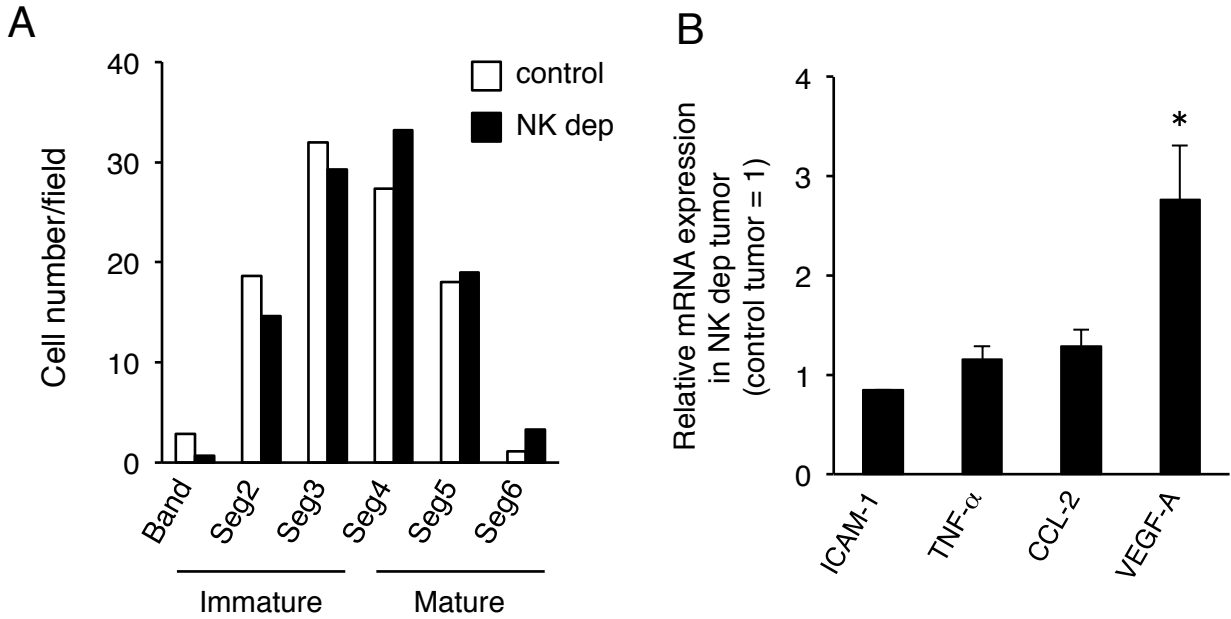 A
40
30
20
10
0
Cell number/field
control
NK dep
Band
Seg2
Seg3
Seg4
Seg5
Seg6
Immature
Mature
B
4
3
2
1
0
Relative mRNA expression
in NK dep tumor
(control tumor = 1)
*
ICAM-1
TNF-α
CCL-2
VEGF-A